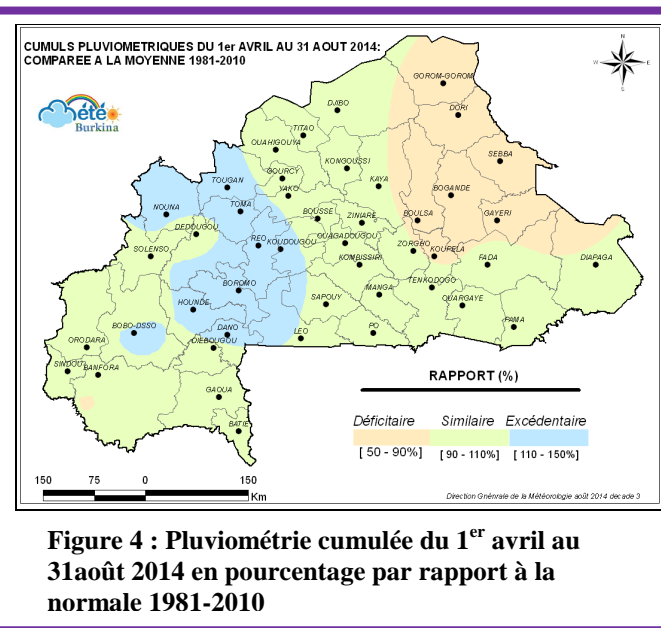 CUMULS PLUVIOMETRIQUES DU 1er AVRIL AU 31 AOUT 2014:
COMPAREE A LA MOYENNE 1981-2010
N
W E
S
Météo
Burkina
GOROM-GOROM
DJIBO
DORI
TITAO
OUAHIGOUYA
SEBBA
KONGOUSSI
GOURCY
TOUGAN
YAKO
KAYA
BOGANDE
NOUNA
TOMA
BOUSSE
ZINIARE
BOULSA
GAYERI
DEDOUGOU
REO
KOUDOUGOU
OUAGADOUGOU
ZORGHO
KOUPELA
SOLENSO
KOMBISSIRI
FADA
DIAPAGA
BOROMO
TENKODOGO
MANGA
HOUNDE
SAPOUY
OUARGAYE
BOBO-DSSO
DANO
LEO
PO
PAMA
ORODARA
DIEBOUGOU
SINDOU
BANFORA
GAOUA
BATIE
RAPPORT (%)
Déficitaire Similaire Excédentaire
[ 50 - 90%] [ 90 - 110%] [ 110 - 150%]
150 75 0 150
Km
Direction Gnénrale de la Météorologie août 2014 decade 3
Figure 4 : Pluviométrie cumulée du 1er avril au
31août 2014 en pourcentage par rapport à la
normale 1981-2010